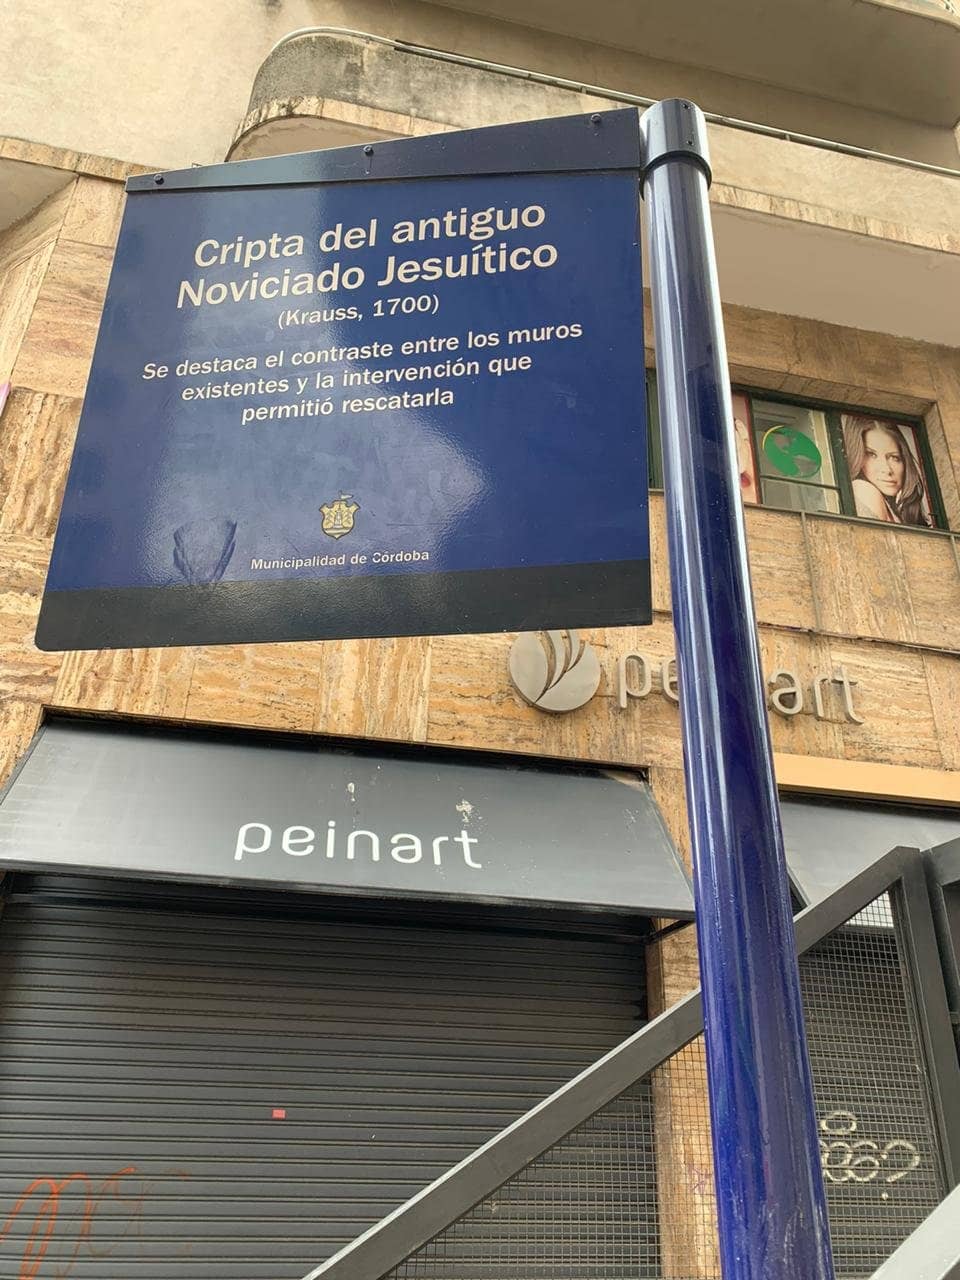 Cripta del antiguo
Noviciado Jesuítico
(Krauss, 1700)
Se destaca el contraste entre los muros
existentes y la intervención que
permitió rescatarla
Municipalidad de Córdoba
peinart